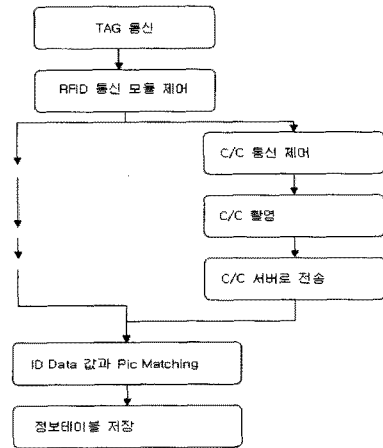 TAG 통신
RFID 통신 모듈 제어
C/C 통신 제어
C/C 촬영
C/C 서버로 전송
ID Data 값과 Pic Matching
정보테이블 저장